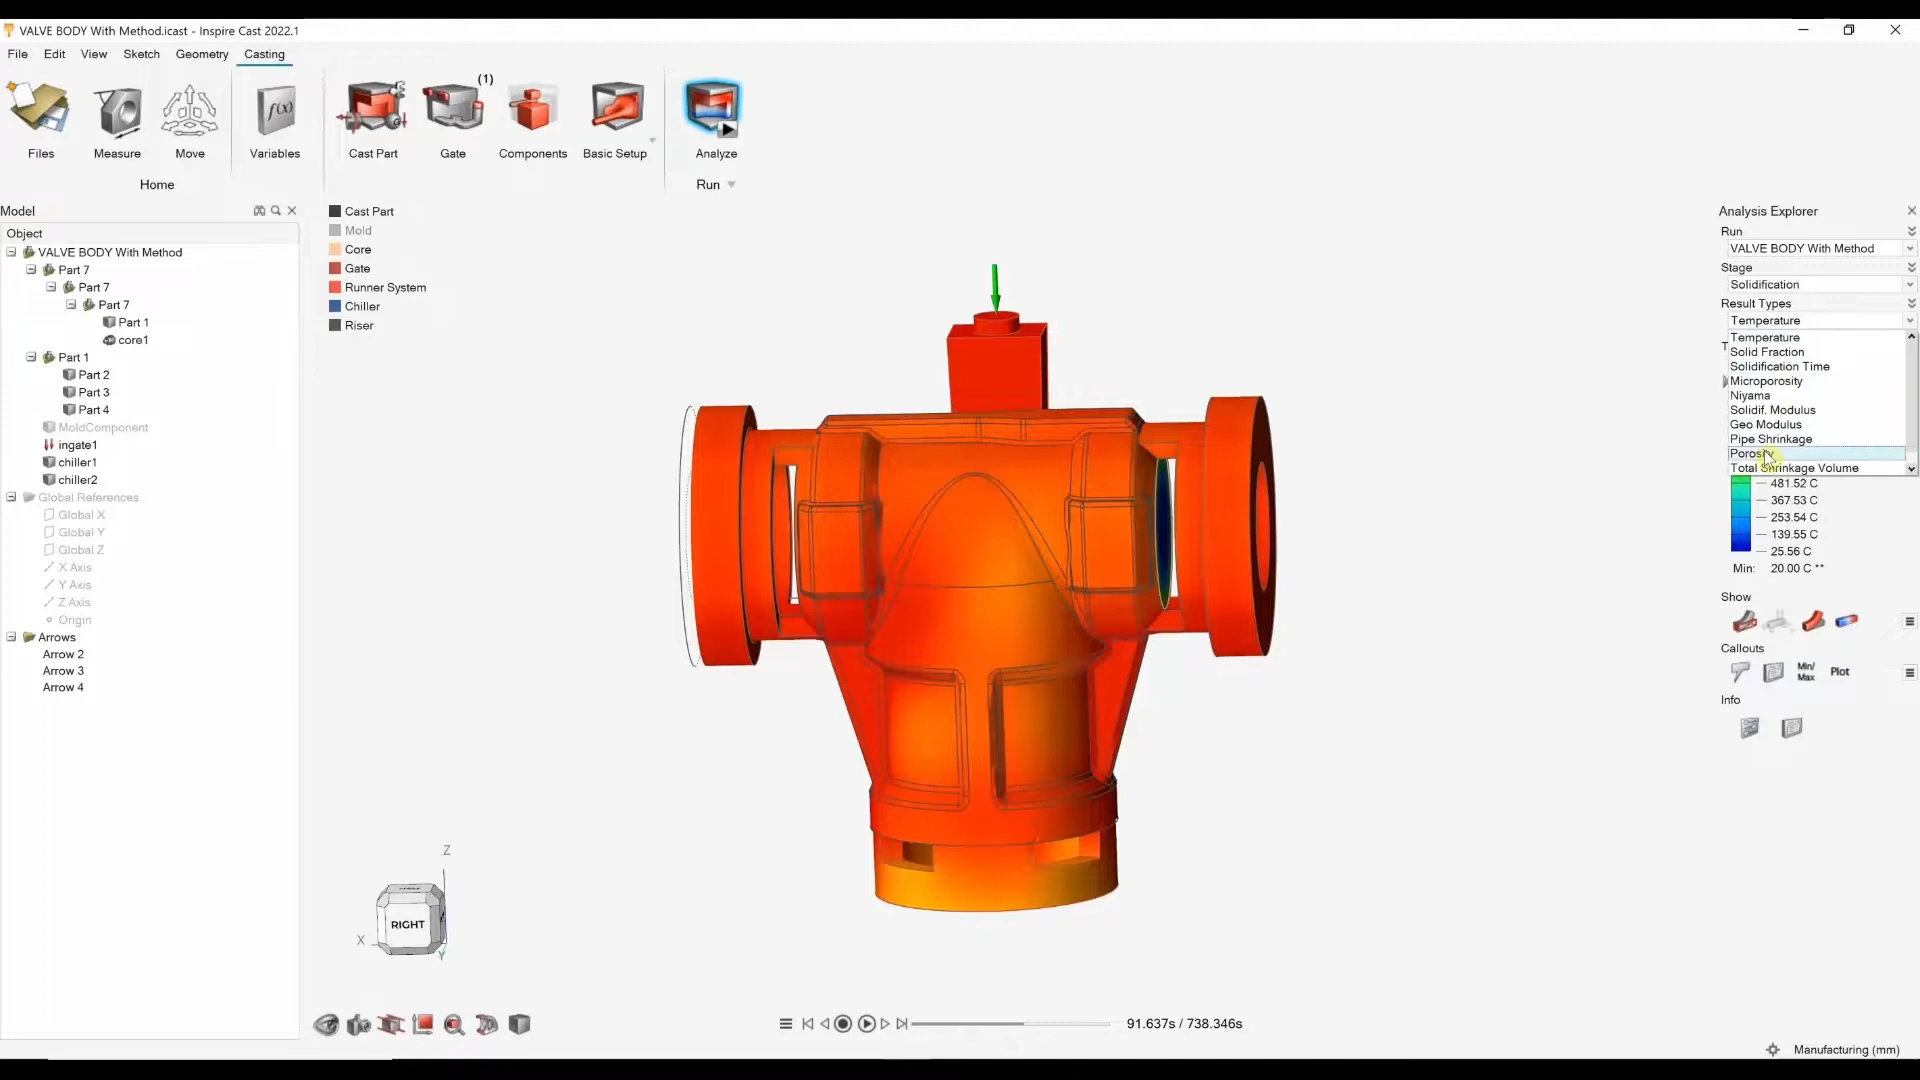 VALVE BODY With Method.icast - Inspire Cast 2022.1
File Edit View Sketch Geometry Casting
(1)
f(x)
Files Measure Move Variables Cast Part Gate Components Basic Setup Analyze
Home Run
Model
Object
VALVE BODY With Method
Part 7
Part 7
Part 7
Part 1
core1
Part 1
Part 2
Part 3
Part 4
MoldComponent
ingate1
chiller1
chiller2
Global References
Global X
Global Y
Global Z
X Axis
Y Axis
Z Axis
Origin
Arrows
Arrow 2
Arrow 3
Arrow 4
Cast Part
Mold
Core
Gate
Runner System
Chiller
Riser
Z
RIGHT
X
Y
91.637s / 738.346s
Analysis Explorer
Run
VALVE BODY With Method
Stage
Solidification
Result Types
Temperature
Temperature
Solid Fraction
Solidification Time
Microporosity
Niyama
Solidif. Modulus
Geo Modulus
Pipe Shrinkage
Porosity
Total Shrinkage Volume
481.52 C
367.53 C
253.54 C
139.55 C
25.56 C
Min: 20.00 C **
Show
Callouts
Min/
Max
Plot
Info
Manufacturing (mm)